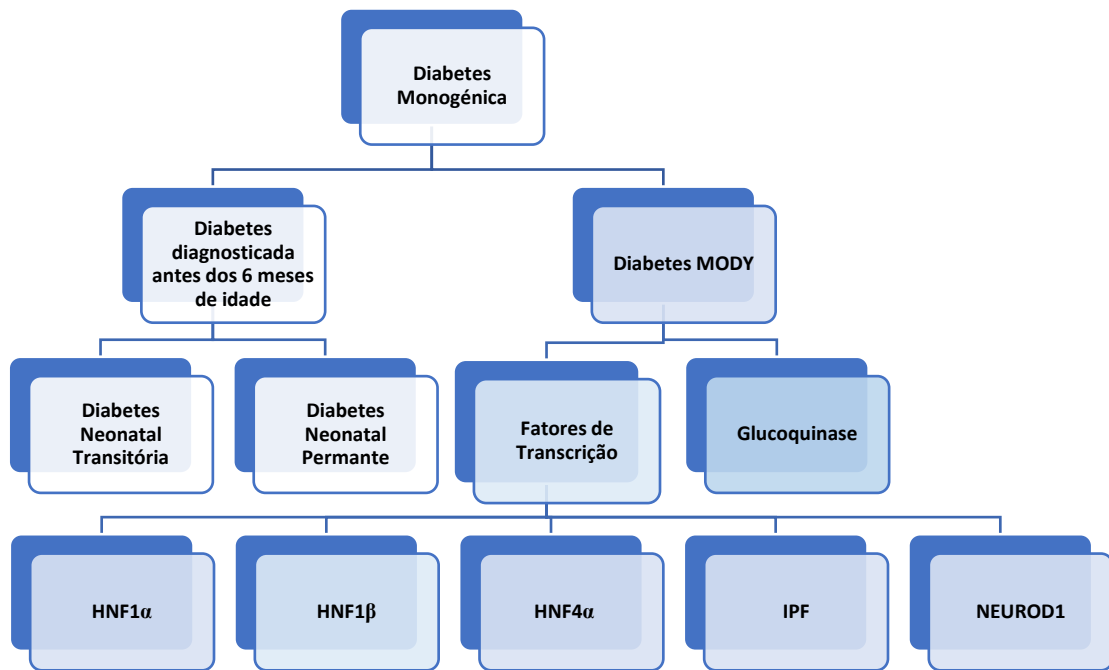 Diabetes
Monogénica
Diabetes
diagnosticada
antes dos 6 meses
de idade
Diabetes MODY
Diabetes
Neonatal
Transitória
Diabetes
Neonatal
Permante
Fatores de
Transcrição
Glucoquinase
HNF1α
HNF1β
HNF4α
IPF
NEUROD1